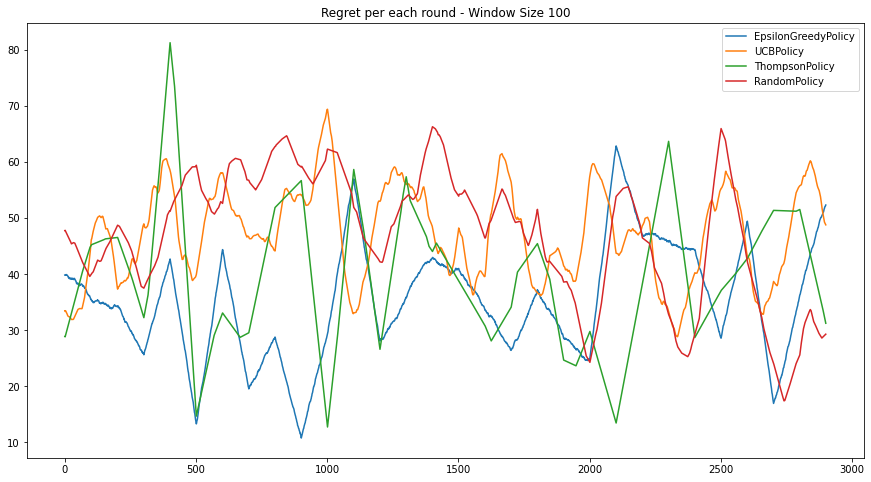 Regret per each round - Window Size 100
EpsilonGreedyPolicy
UCBPolicy
ThompsonPolicy
RandomPolicy
80
70
60
50
40
30
20
10
0 500 1000 1500 2000 2500 3000